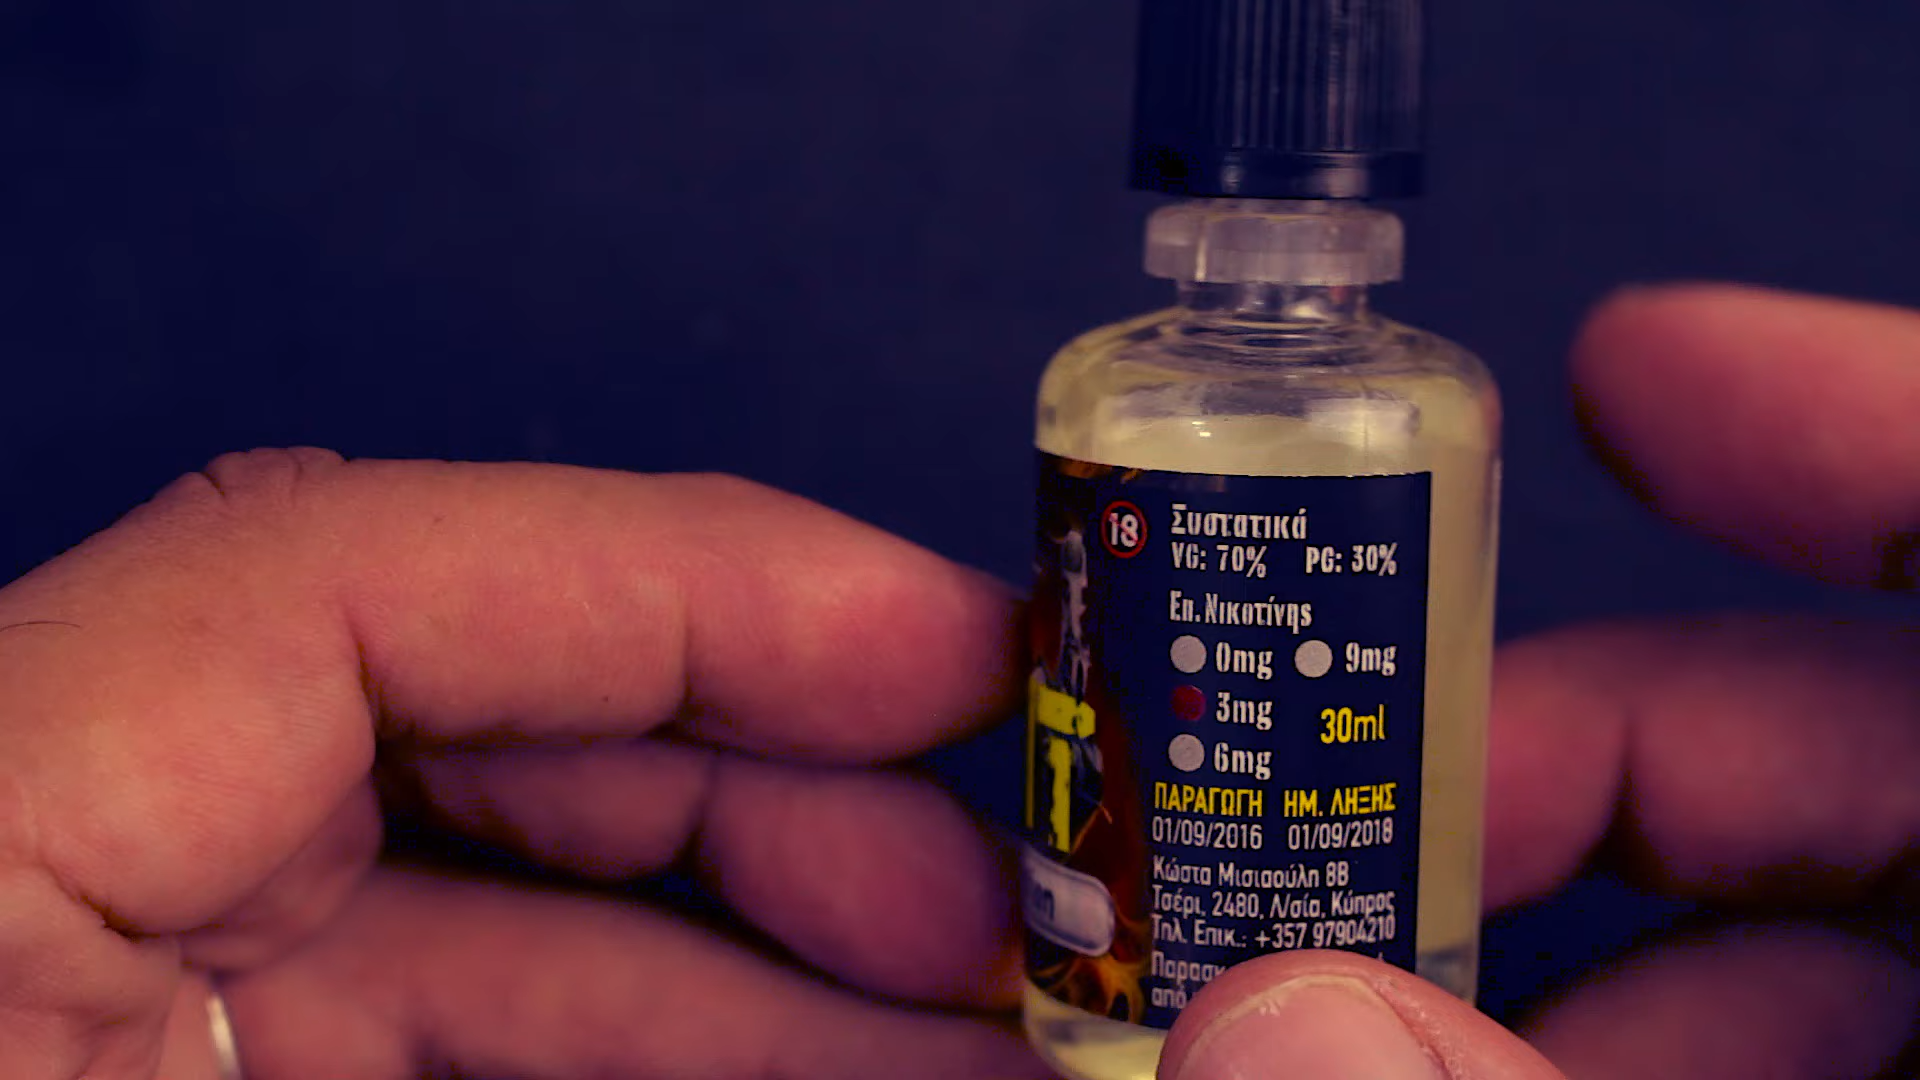 18
Συστατικά
VG: 70% PG: 30%
Επ. Νικοτίνης
0mg 9mg
3mg 30ml
6mg
ΠΑΡΑΓΩΓΗ ΗΜ. ΛΗΞΗΣ
01/09/2016 01/09/2018
Κώστα Μισιαούλη 8Β
Τσέρι, 2480, Λ/σία, Κύπρος
Τηλ. Επικ.: +357 97904210
από